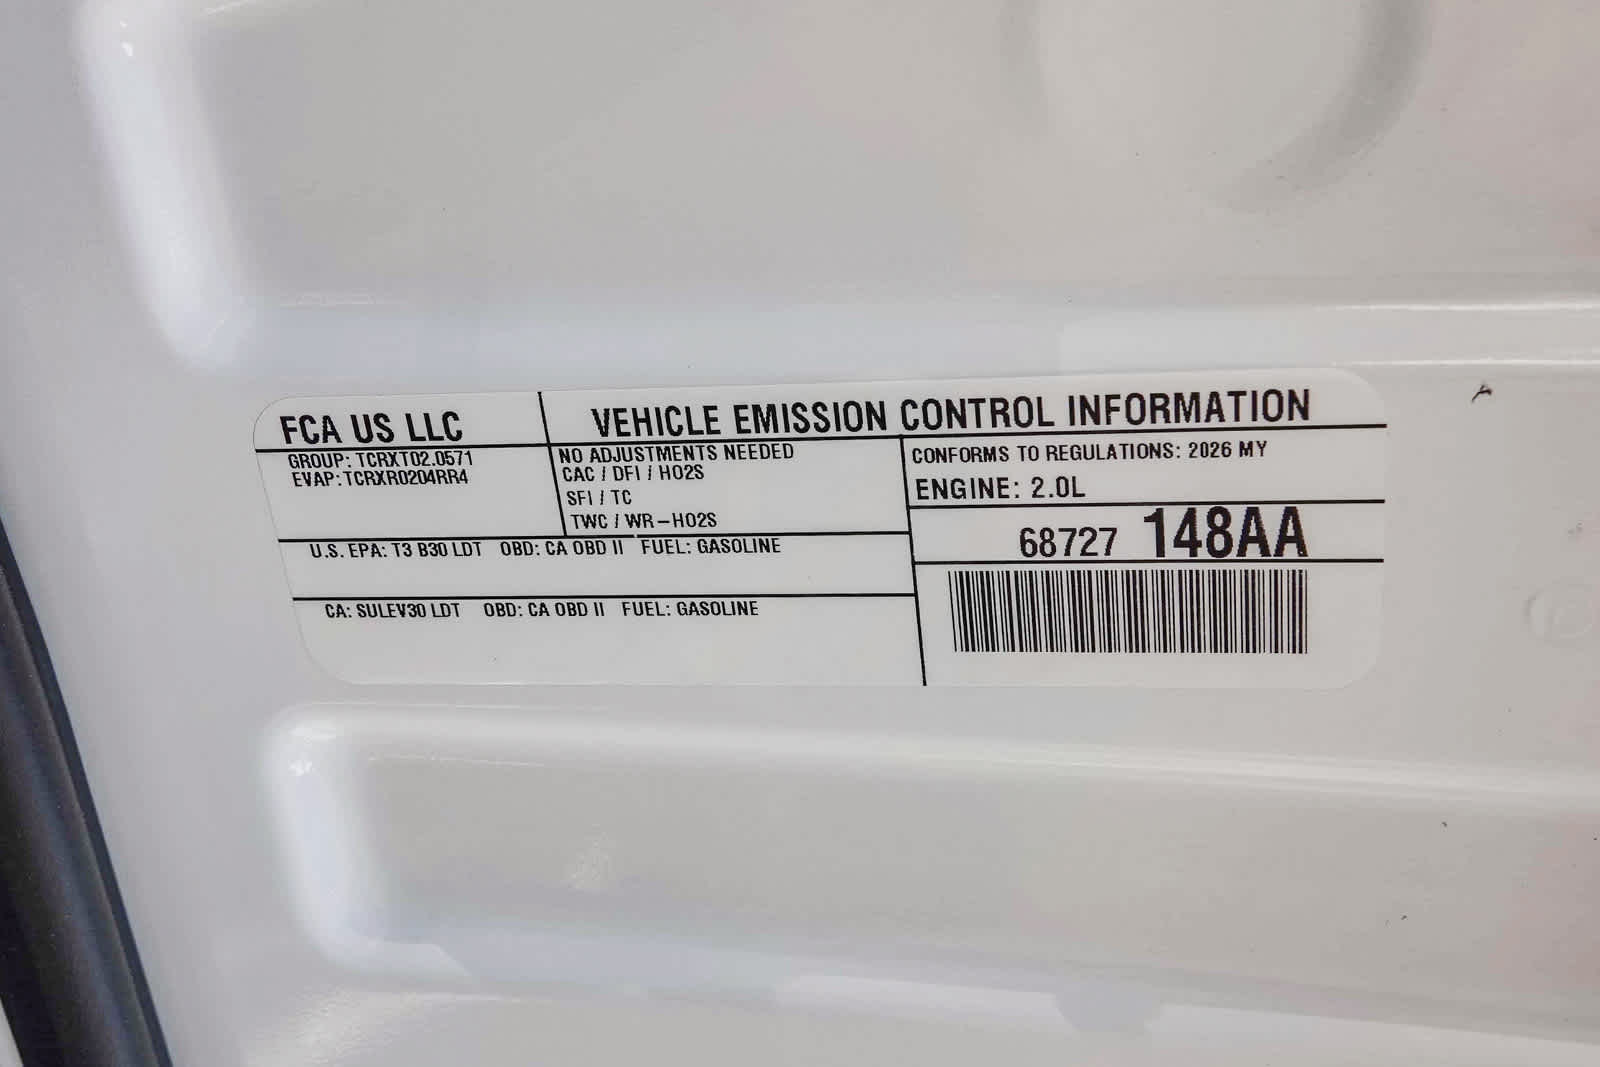 FCA US LLC
VEHICLE EMISSION CONTROL INFORMATION
GROUP: TCRXT02.0571
EVAP: TCRXR0204RR4
NO ADJUSTMENTS NEEDED
CAC / DFI / HO2S
SFI / TC
TWC / WR-HO2S
CONFORMS TO REGULATIONS: 2026 MY
ENGINE: 2.0L
68727 148AA
U.S. EPA: T3 B30 LDT OBD: CA OBD II FUEL: GASOLINE
CA: SULEV30 LDT OBD: CA OBD II FUEL: GASOLINE